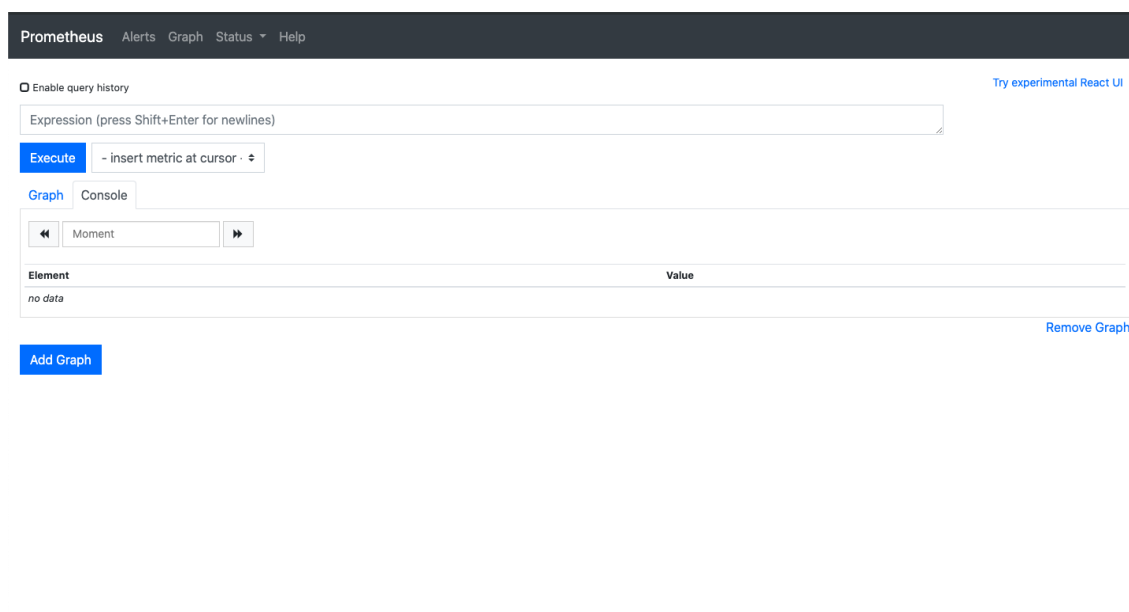 Prometheus Alerts Graph Status Help
Enable query history
Try experimental React UI
Expression (press Shift+Enter for newlines)
Execute - insert metric at cursor -
Graph Console
Moment
Element Value
no data
Remove Graph
Add Graph